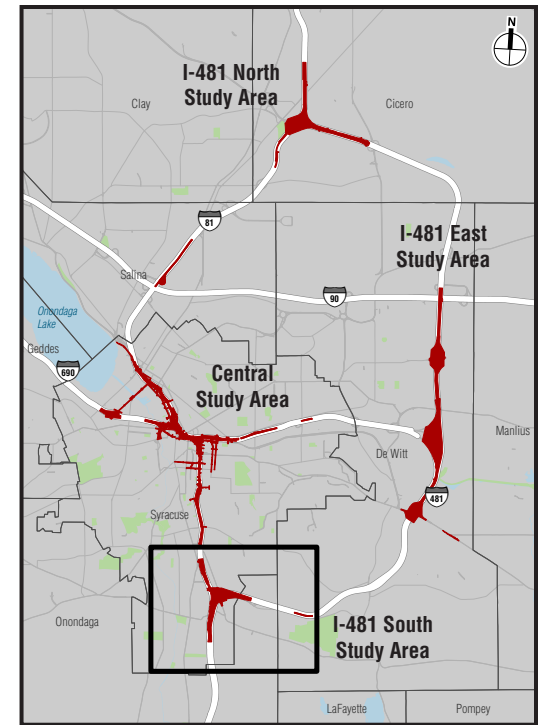 N
I-481 North
Study Area
Clay
Cicero
81
I-481 East
Study Area
Salina
90
Onondaga
Lake
Geddes
690
Central
Study Area
Manlius
De Witt
481
Syracuse
Onondaga
I-481 South
Study Area
LaFayette
Pompey